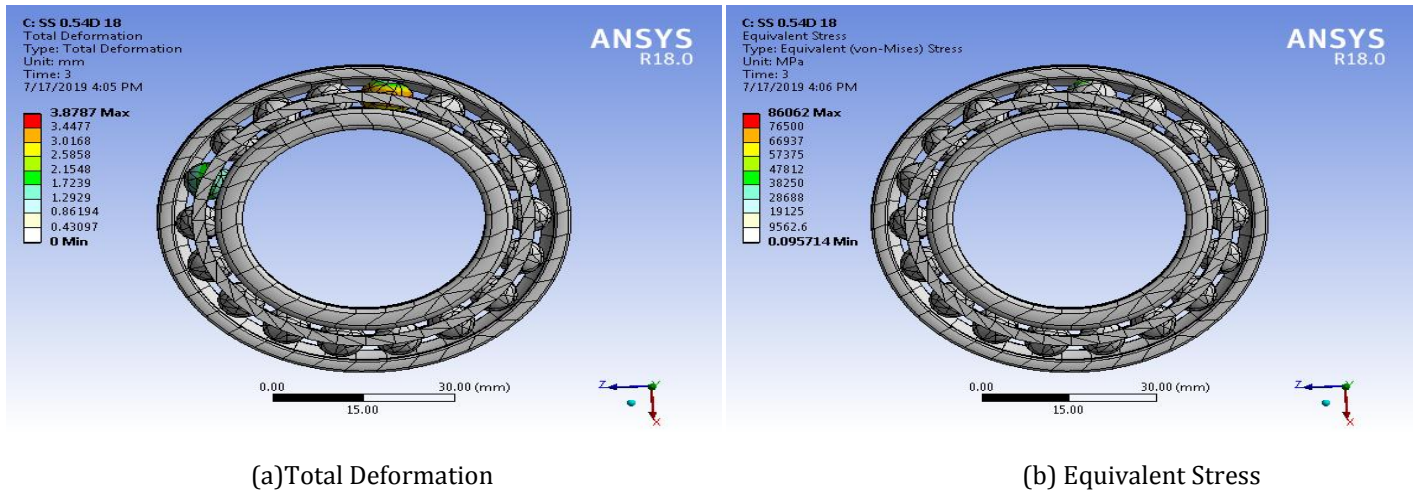 C: SS 0.54D 18
Total Deformation
Type: Total Deformation
Unit: mm
Time: 3
7/17/2019 4:05 PM
ANSYS
R18.0
3.8787 Max
3.4477
3.0168
2.5858
2.1548
1.7239
1.2929
0.86194
0.43097
0 Min
0.00
30.00 (mm)
15.00
Z
Y
X
C: SS 0.54D 18
Equivalent Stress
Type: Equivalent (von-Mises) Stress
Unit: MPa
Time: 3
7/17/2019 4:06 PM
ANSYS
R18.0
86062 Max
76500
66937
57375
47812
38250
28688
19125
9562.6
0.095714 Min
0.00
30.00 (mm)
15.00
Z
Y
X
(a)Total Deformation
(b) Equivalent Stress